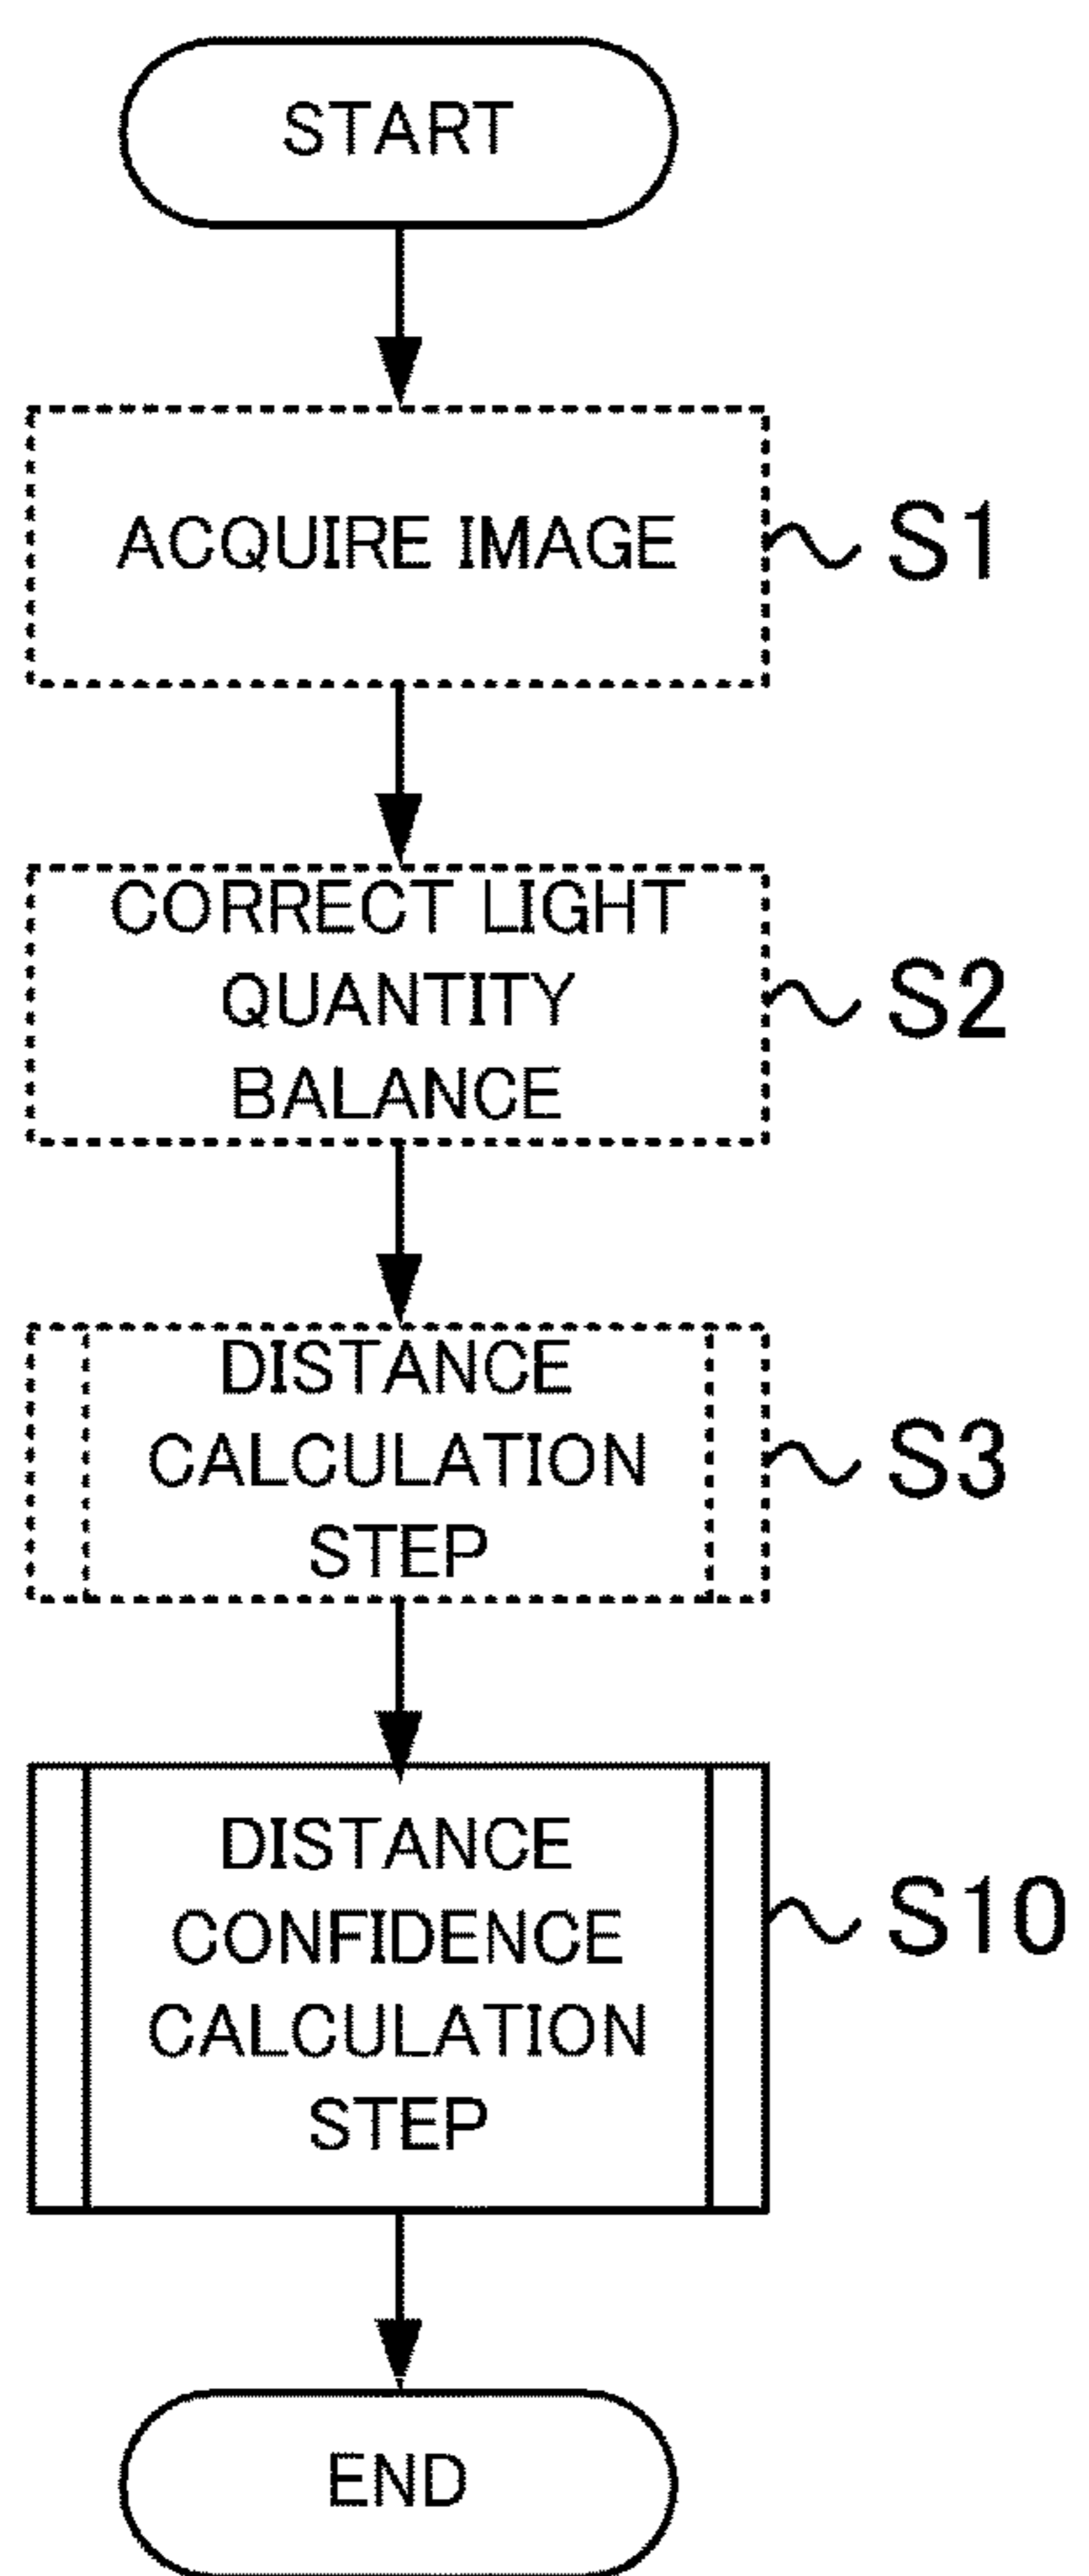 START
ACQUIRE IMAGE
S1
CORRECT LIGHT
QUANTITY
BALANCE
S2
DISTANCE
CALCULATION
STEP
S3
DISTANCE
CONFIDENCE
CALCULATION
STEP
S10
END